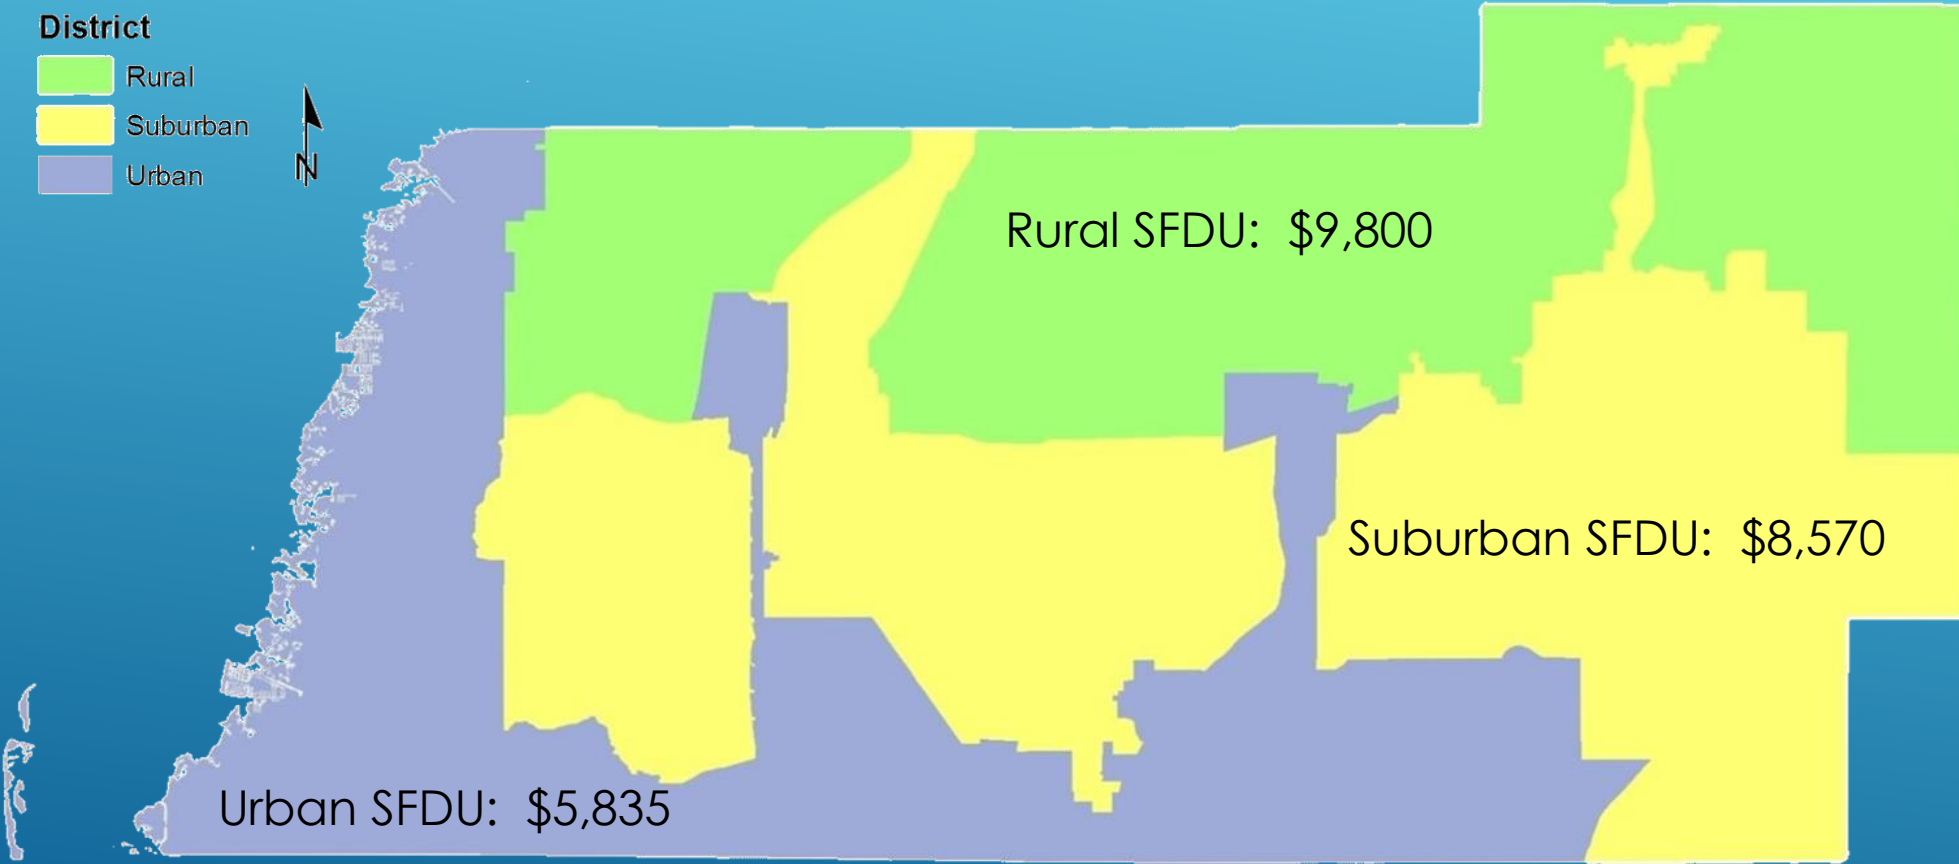 District
Rural
Suburban
Urban
N
Rural SFDU: $9,800
Suburban SFDU: $8,570
Urban SFDU: $5,835